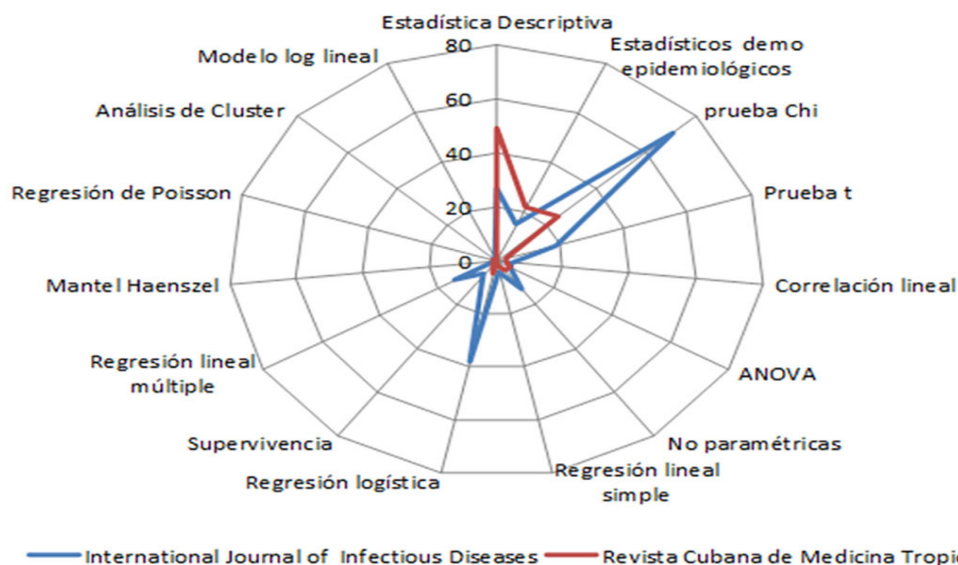 Estadística Descriptiva
80
Estadísticos demo
epidemiológicos
Modelo log lineal
60
Análisis de Cluster
prueba Chi
40
Regresión de Poisson
Prueba t
20
0
Mantel Haenszel
Correlación lineal
Regresión lineal
múltiple
ANOVA
Supervivencia
No paramétricas
Regresión logística
Regresión lineal
simple
International Journal of Infectious Diseases
Revista Cubana de Medicina Tropi